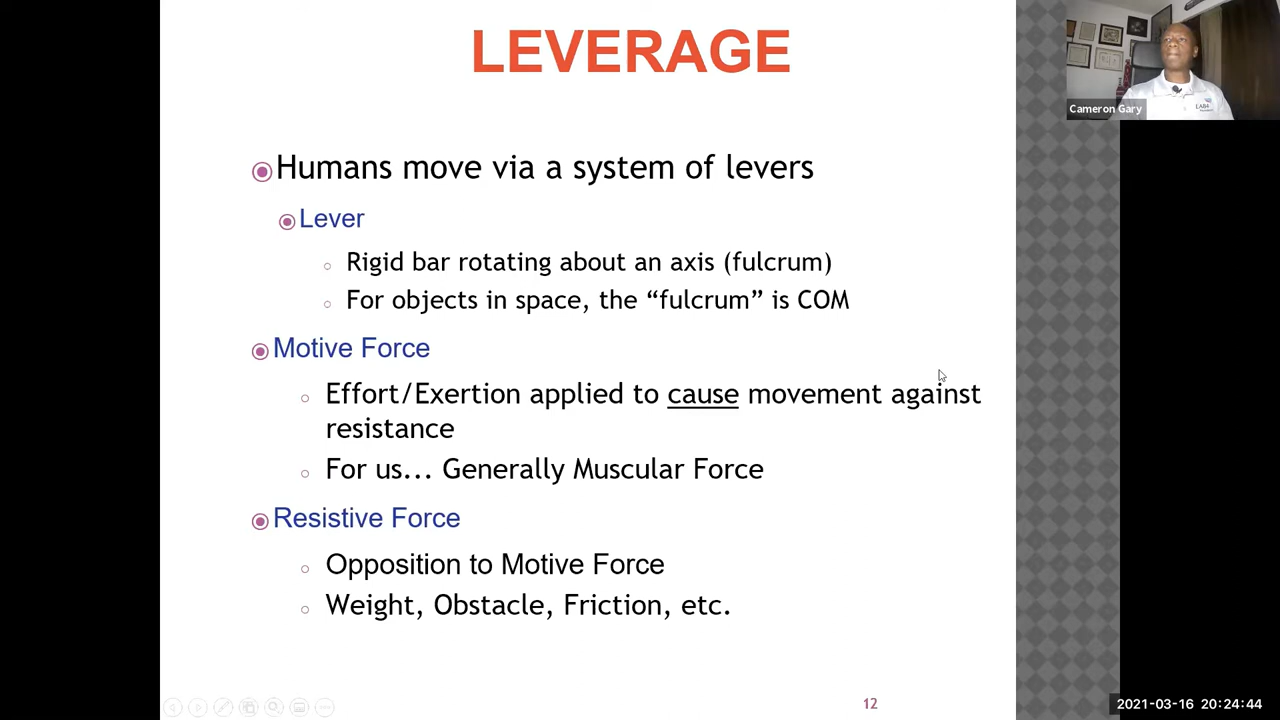 LEVERAGE
Cameron Gary
Humans move via a system of levers
Lever
Rigid bar rotating about an axis (fulcrum)
For objects in space, the “fulcrum” is COM
Motive Force
Effort/Exertion applied to cause movement against
resistance
For us... Generally Muscular Force
Resistive Force
Opposition to Motive Force
Weight, Obstacle, Friction, etc.
12
2021-03-16 20:24:44